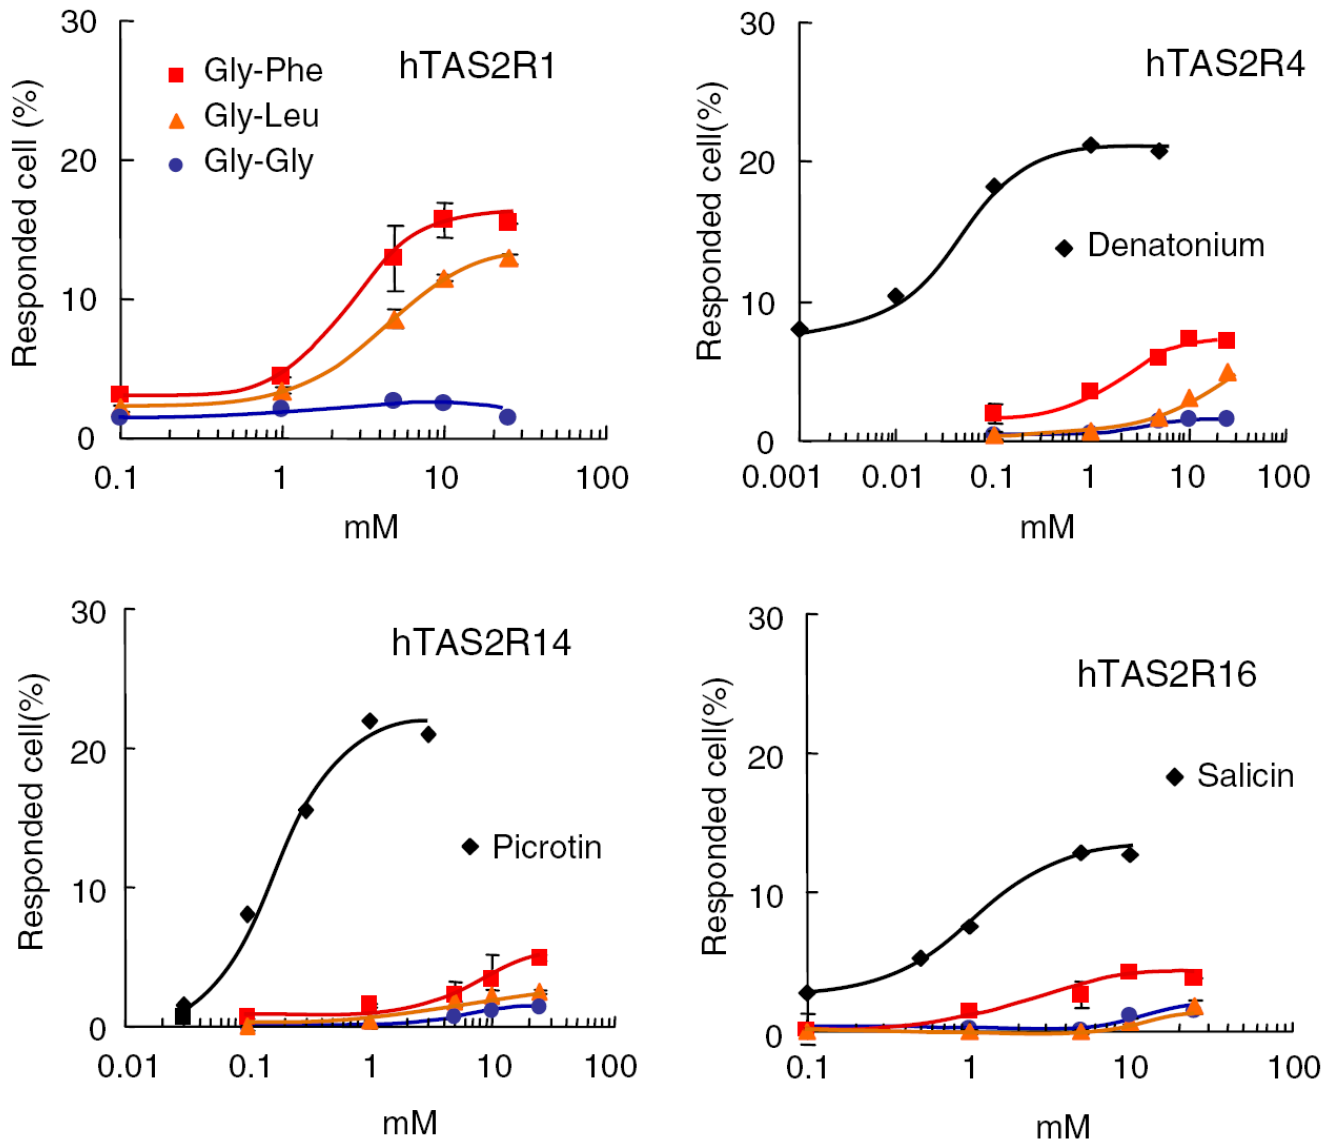 hTAS2R1
Gly-Phe
Gly-Leu
Gly-Gly
Responded cell (%)
30
20
10
0
0.1 1 10 100
mM
hTAS2R4
Denatonium
Responded cell(%)
30
20
10
0
0.001 0.01 0.1 1 10 100
mM
hTAS2R14
Picrotin
Responded cell(%)
30
20
10
0
0.01 0.1 1 10 100
mM
hTAS2R16
Salicin
Responded cell(%)
30
20
10
0
0.1 1 10 100
mM